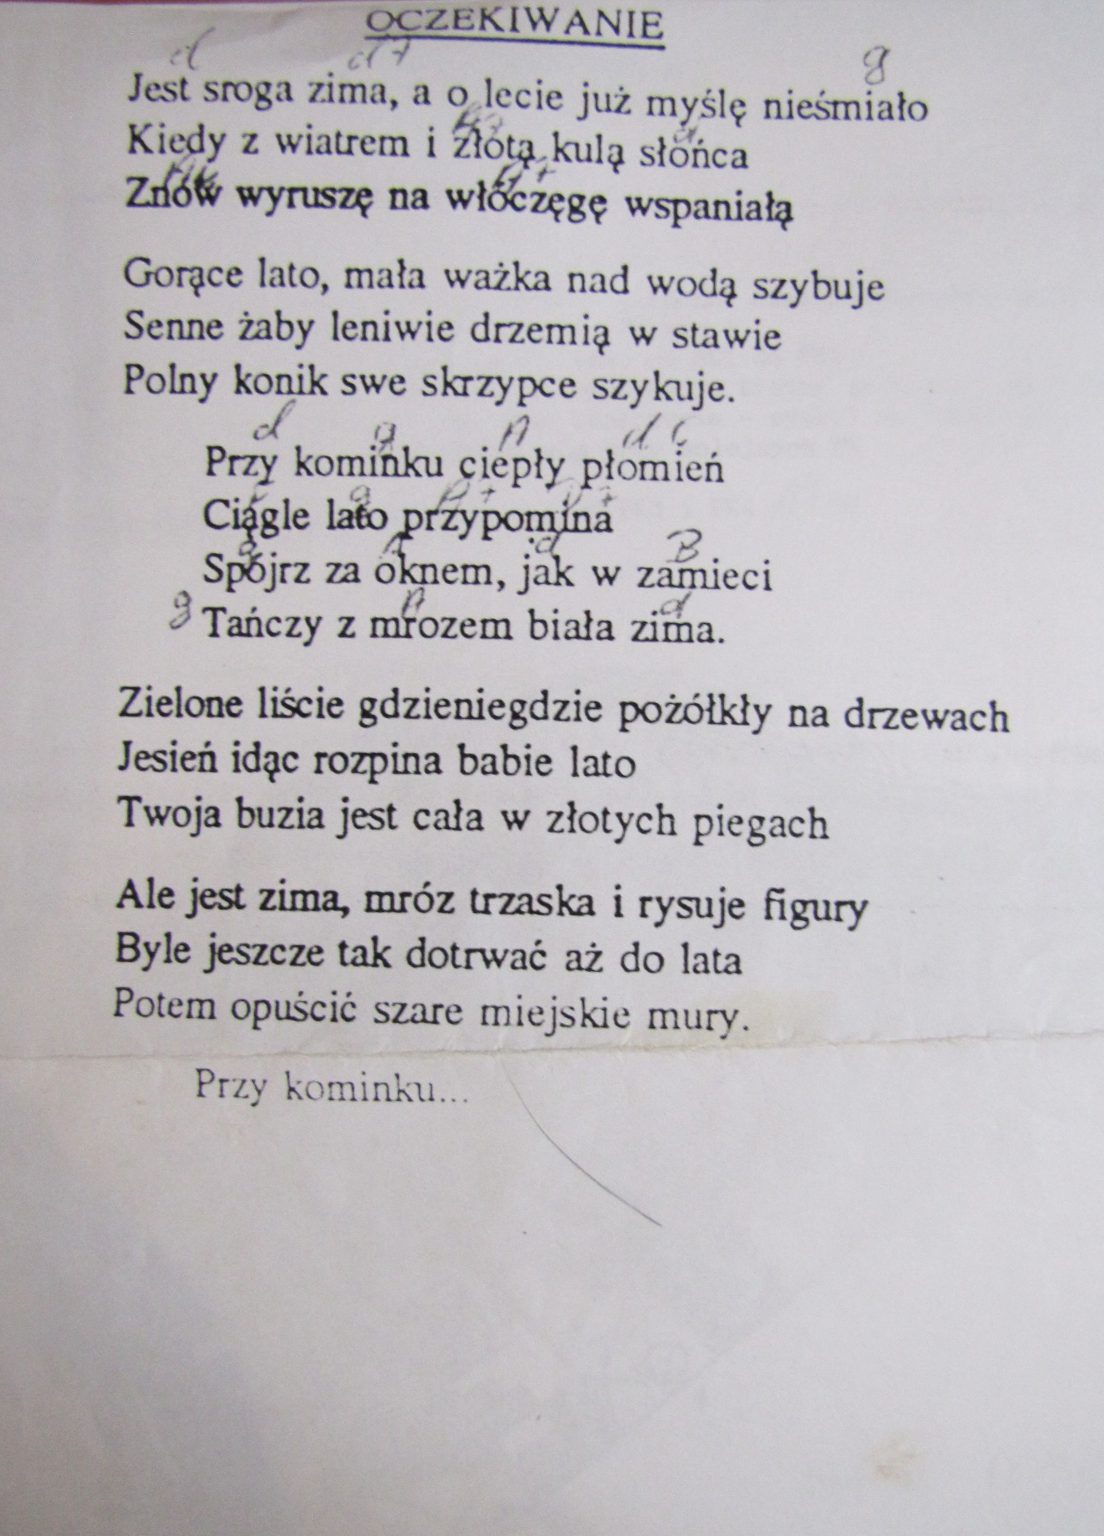 OCZEKIWANIE
d d7 g
Jest sroga zima, a o lecie już myślę nieśmiało
d
Kiedy z wiatrem i złotą kulą słońca
Znów wyruszę na włóczęgę wspaniałą
Gorące lato, mała ważka nad wodą szybuje
Senne żaby leniwie drzemią w stawie
Polny konik swe skrzypce szykuje.
d g A d C
Przy kominku ciepły płomień
Ciągle lato przypomina
g A d B
Spójrz za oknem, jak w zamieci
g A d
Tańczy z mrozem biała zima.
Zielone liście gdzieniegdzie pożółkły na drzewach
Jesień idąc rozpina babie lato
Twoja buzia jest cała w złotych piegach
Ale jest zima, mróz trzaska i rysuje figury
Byle jeszcze tak dotrwać aż do lata
Potem opuścić szare miejskie mury.
Przy kominku...